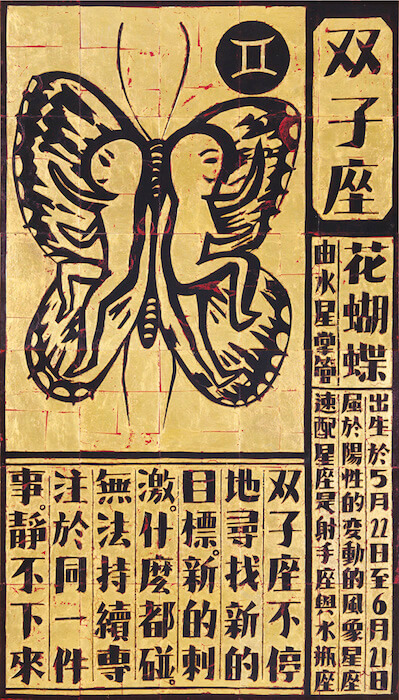 双子座
花蝴蝶
由水星掌管
出生於5月22日至6月21日
屬於陽性的变動的風象星座
速配星座是射手座與水瓶座
双子座不停
地尋找新的
目標。新的刺
激。什麼都碰。
無法持續專
注於同一件
事。靜不下來